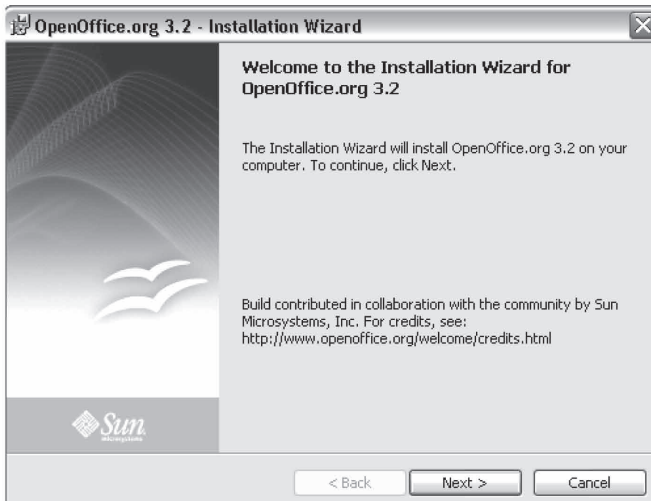 OpenOffice.org 3.2 - Installation Wizard
Welcome to the Installation Wizard for
OpenOffice.org 3.2
The Installation Wizard will install OpenOffice.org 3.2 on your
computer. To continue, click Next.
Build contributed in collaboration with the community by Sun
Microsystems, Inc. For credits, see:
http://www.openoffice.org/welcome/credits.html
Sun
microsystems
< Back
Next >
Cancel